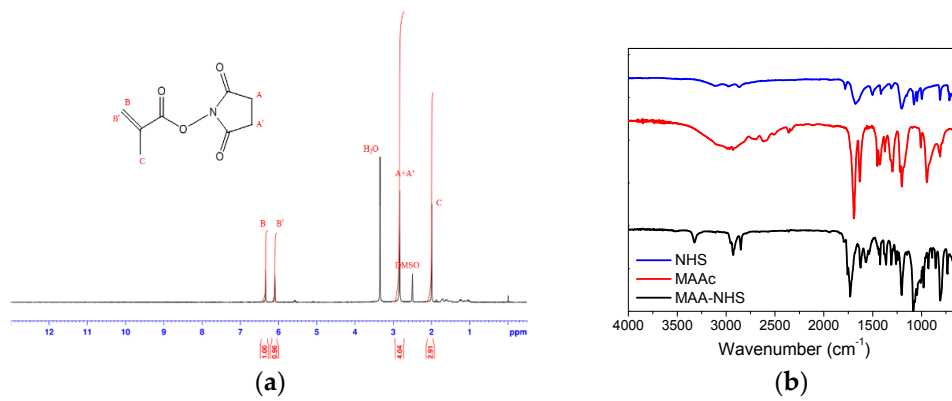 O
A
B
O
B'
N
O
A'
C
O
H₂O
A+A'
C
B
B'
DMSO
12
11
10
9
8
7
6
5
4
3
2
1
ppm
1.00
0.96
4.04
2.91
(a)
NHS
MAAc
MAA-NHS
4000
3500
3000
2500
2000
1500
1000
Wavenumber (cm⁻¹)
(b)